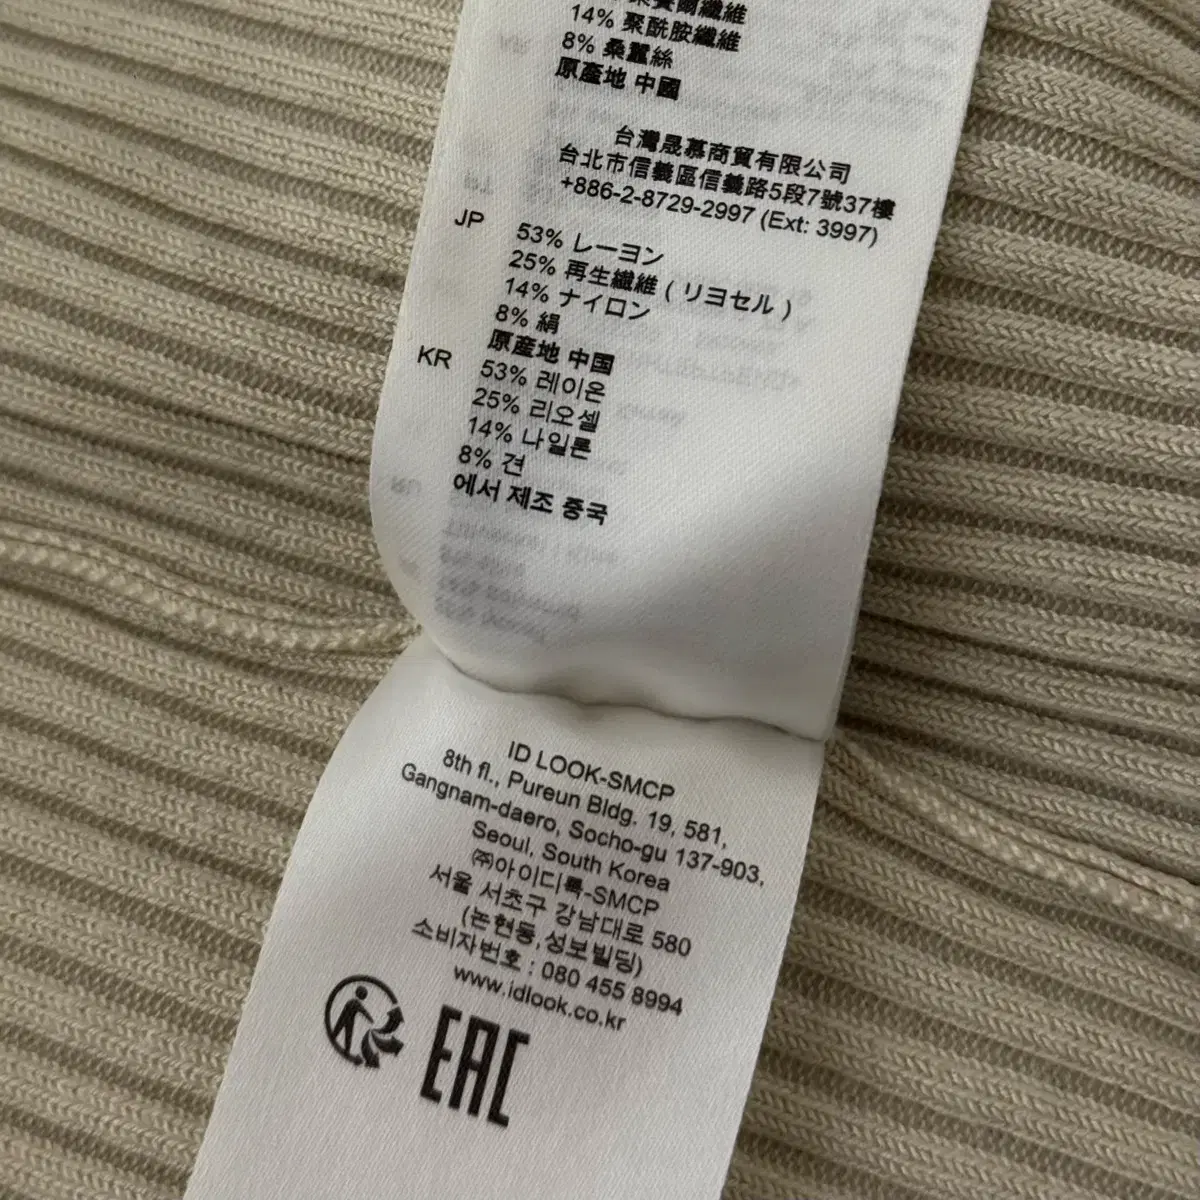 14% 聚酰胺纖維
8% 桑蠶絲
原產地 中國
台灣晟慕商貿有限公司
台北市信義區信義路5段7號37樓
+886-2-8729-2997 (Ext: 3997)
JP
53% レーヨン
25% 再生繊維 ( リヨセル )
14% ナイロン
8% 絹
原産地 中国
KR
53% 레이온
25% 리오셀
14% 나일론
8% 견
에서 제조 중국
ID LOOK-SMCP
8th fl., Pureun Bldg. 19, 581,
Gangnam-daero, Socho-gu 137-903,
Seoul, South Korea
㈜아이디룩-SMCP
서울 서초구 강남대로 580
(논현동,성보빌딩)
소비자번호 : 080 455 8994
www.idlook.co.kr
EAC